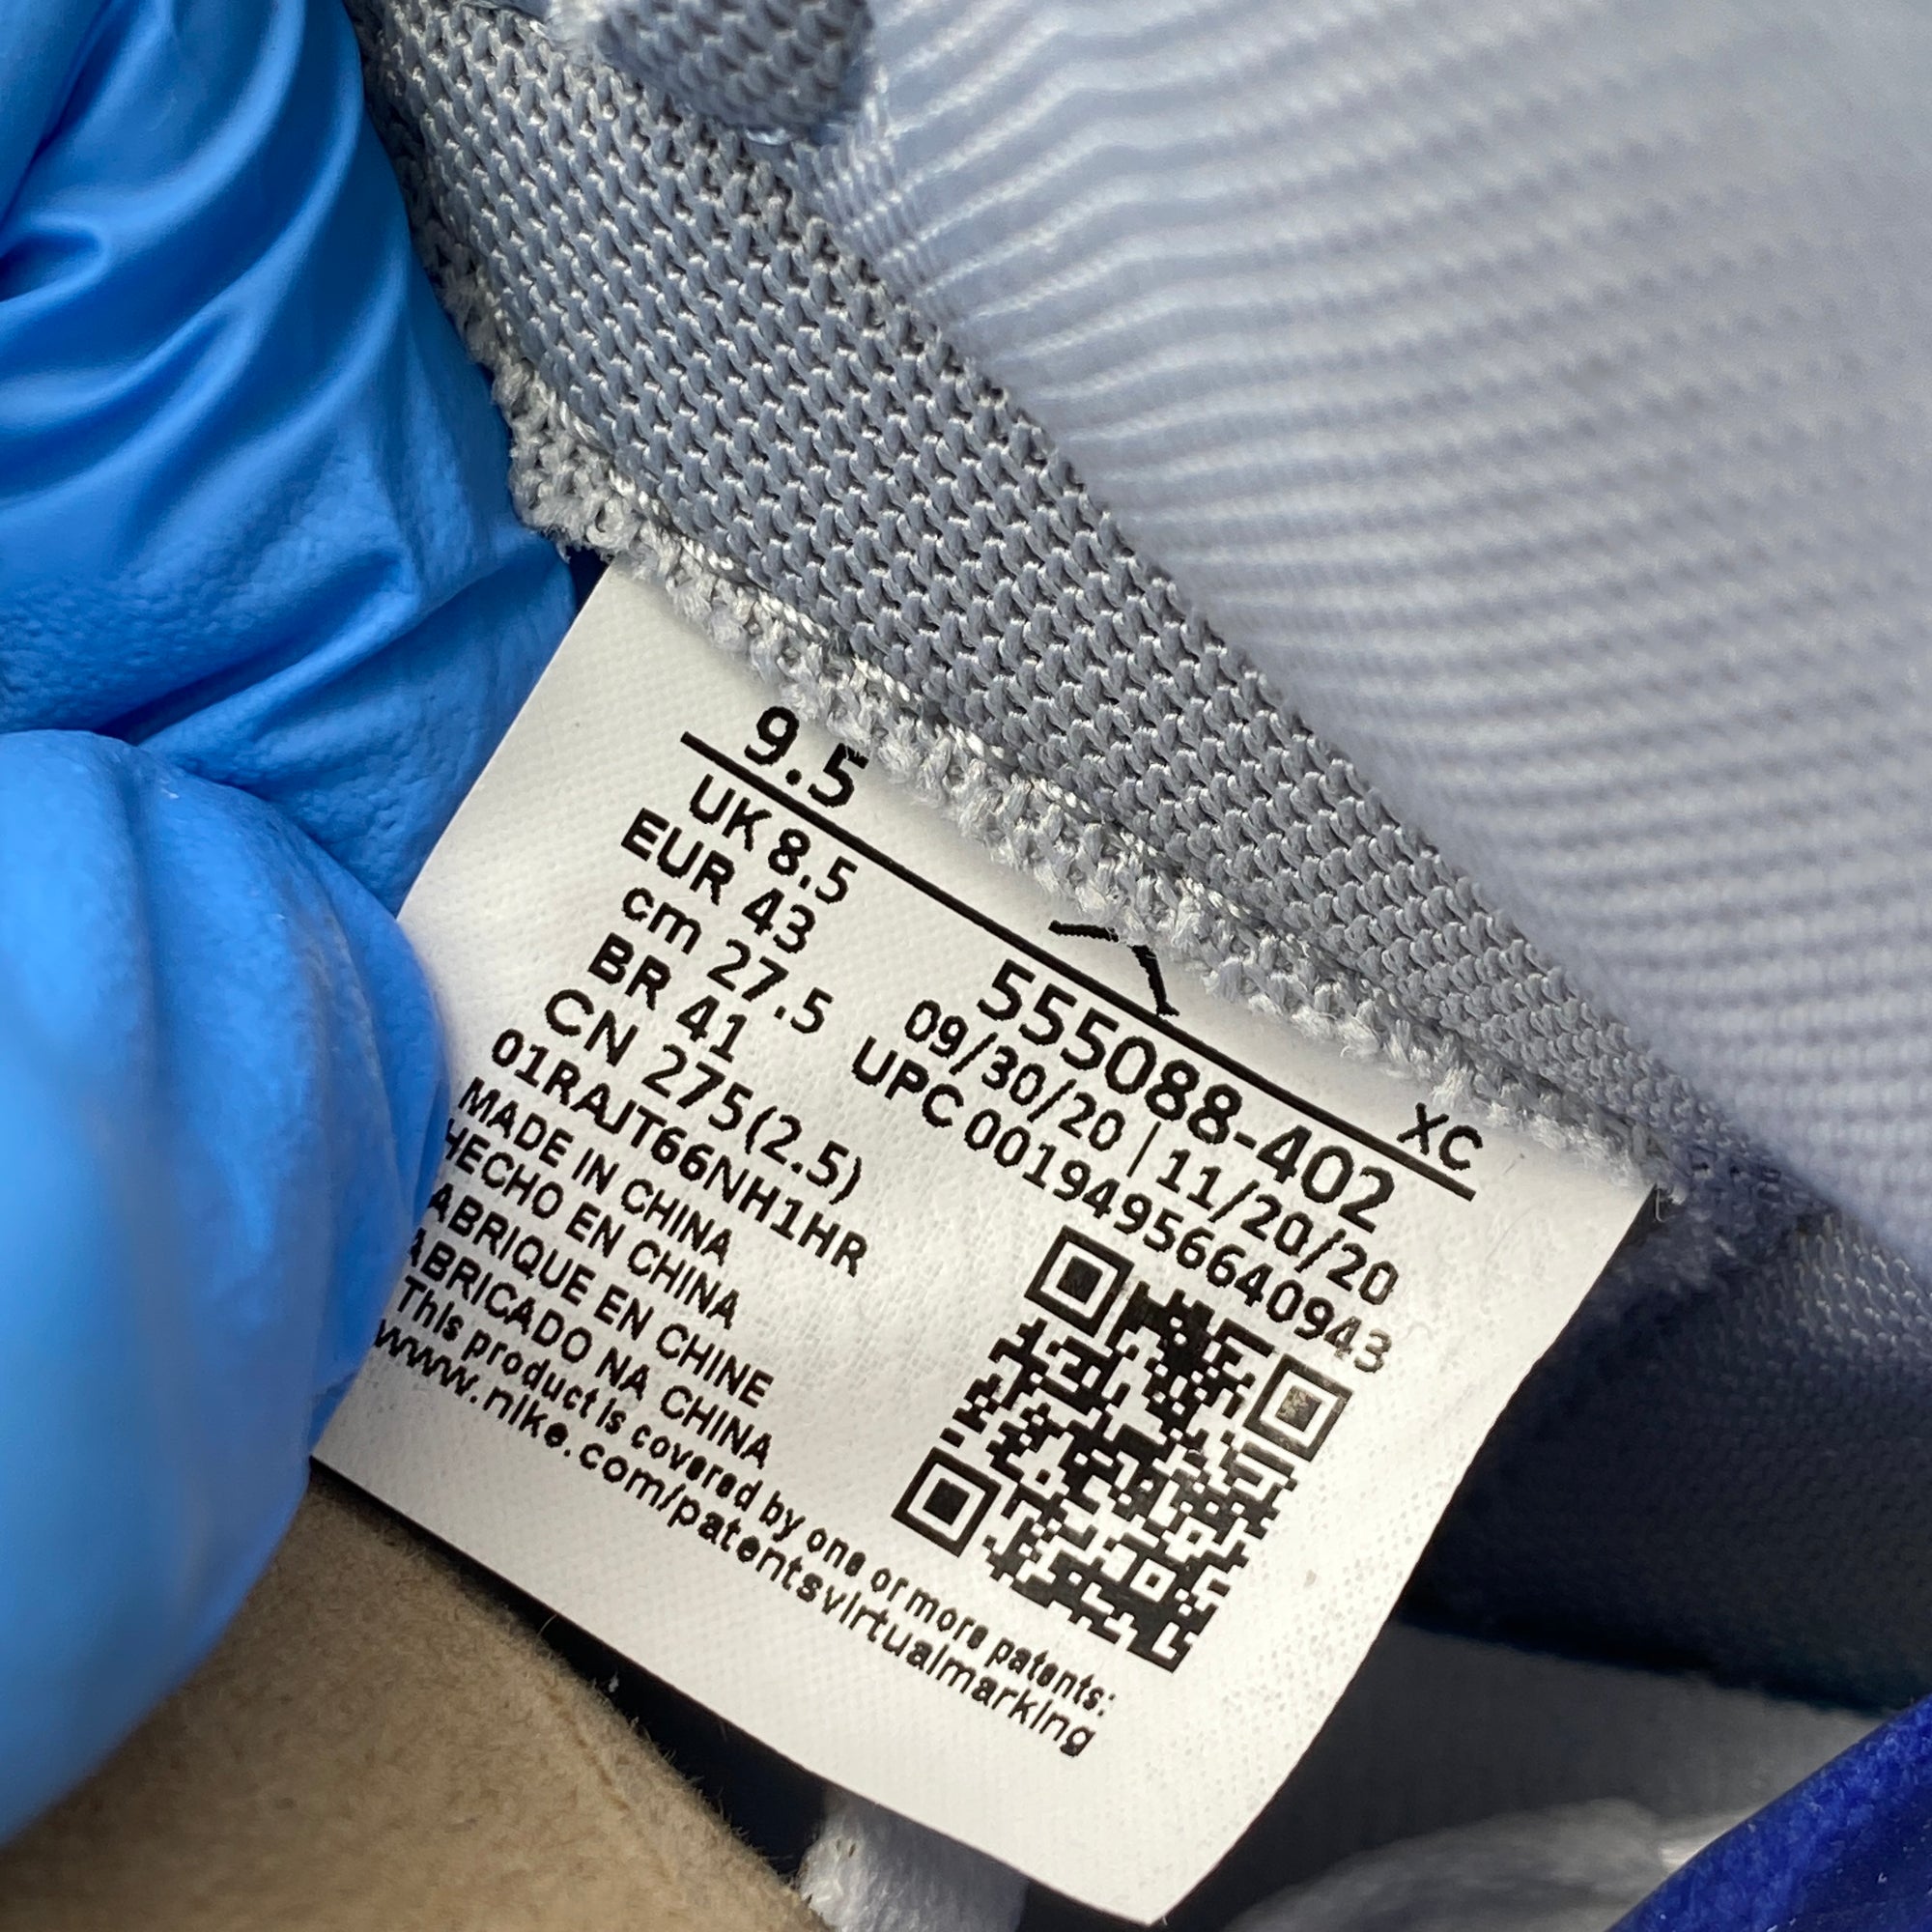 9.5
XC
UK 8.5
EUR 43
cm 27.5
BR 41
CN 275(2.5)
555088-402
09/30/20 | 11/20/20
UPC 00194956640943
01RAJT66NH1HR
MADE IN CHINA
HECHO EN CHINA
ABRIQUE EN CHINE
ABRICADO NA CHINA
This product is covered by one or more patents:
www.nike.com/patentsvirtualmarking